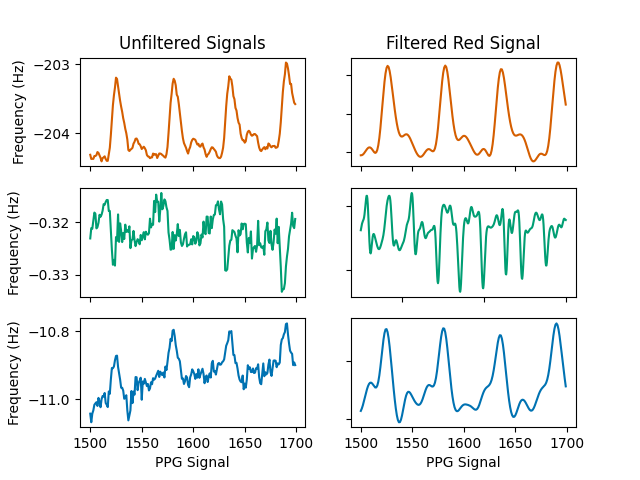 Unfiltered Signals
Filtered Red Signal
Frequency (Hz)
−203
−204
Frequency (Hz)
−0.32
−0.33
Frequency (Hz)
−10.8
−11.0
1500 1550 1600 1650 1700
1500 1550 1600 1650 1700
PPG Signal
PPG Signal